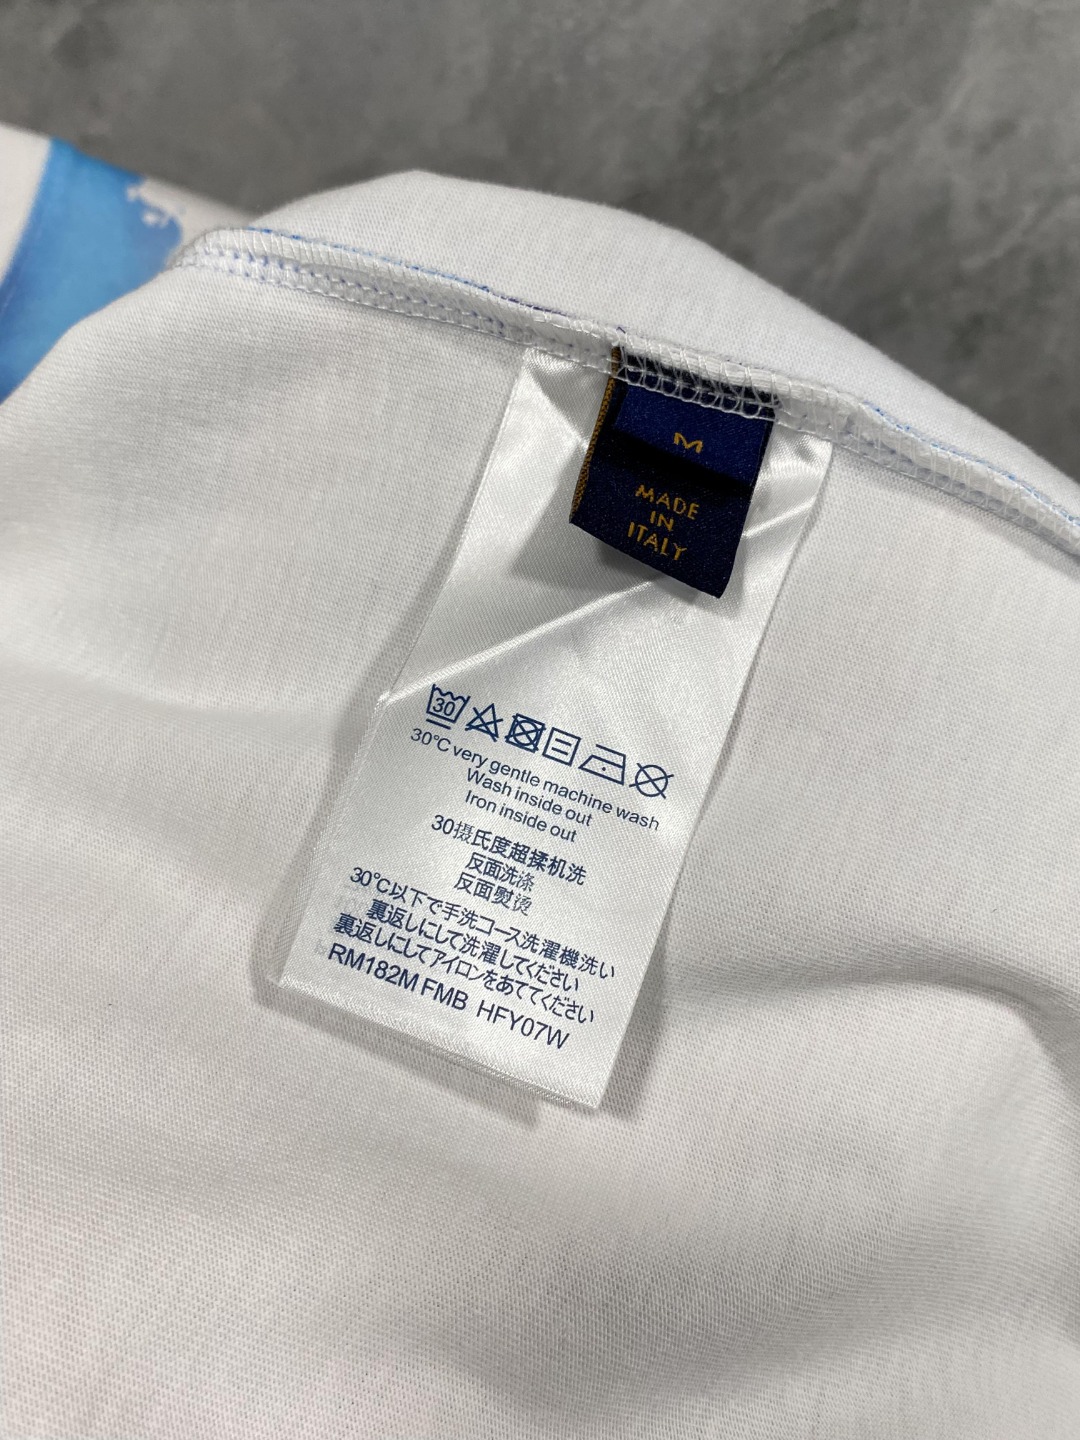 M
MADE
IN
ITALY
30
30°C very gentle machine wash
Wash inside out
Iron inside out
30摄氏度超揉机洗
反面洗涤
反面熨烫
30℃以下で手洗コース洗濯機洗い
裏返しにして洗濯してください
裏返しにしてアイロンをあててください
RM182M FMB HFY07W